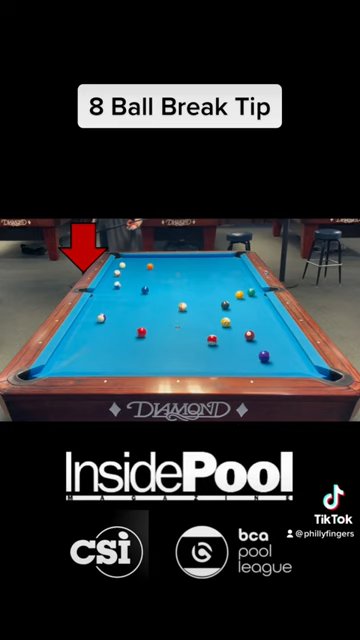 8 Ball Break Tip
DIAMOND
InsidePool
MAGAZINE
TikTok
@phillyfingers
csi
bca
pool
league